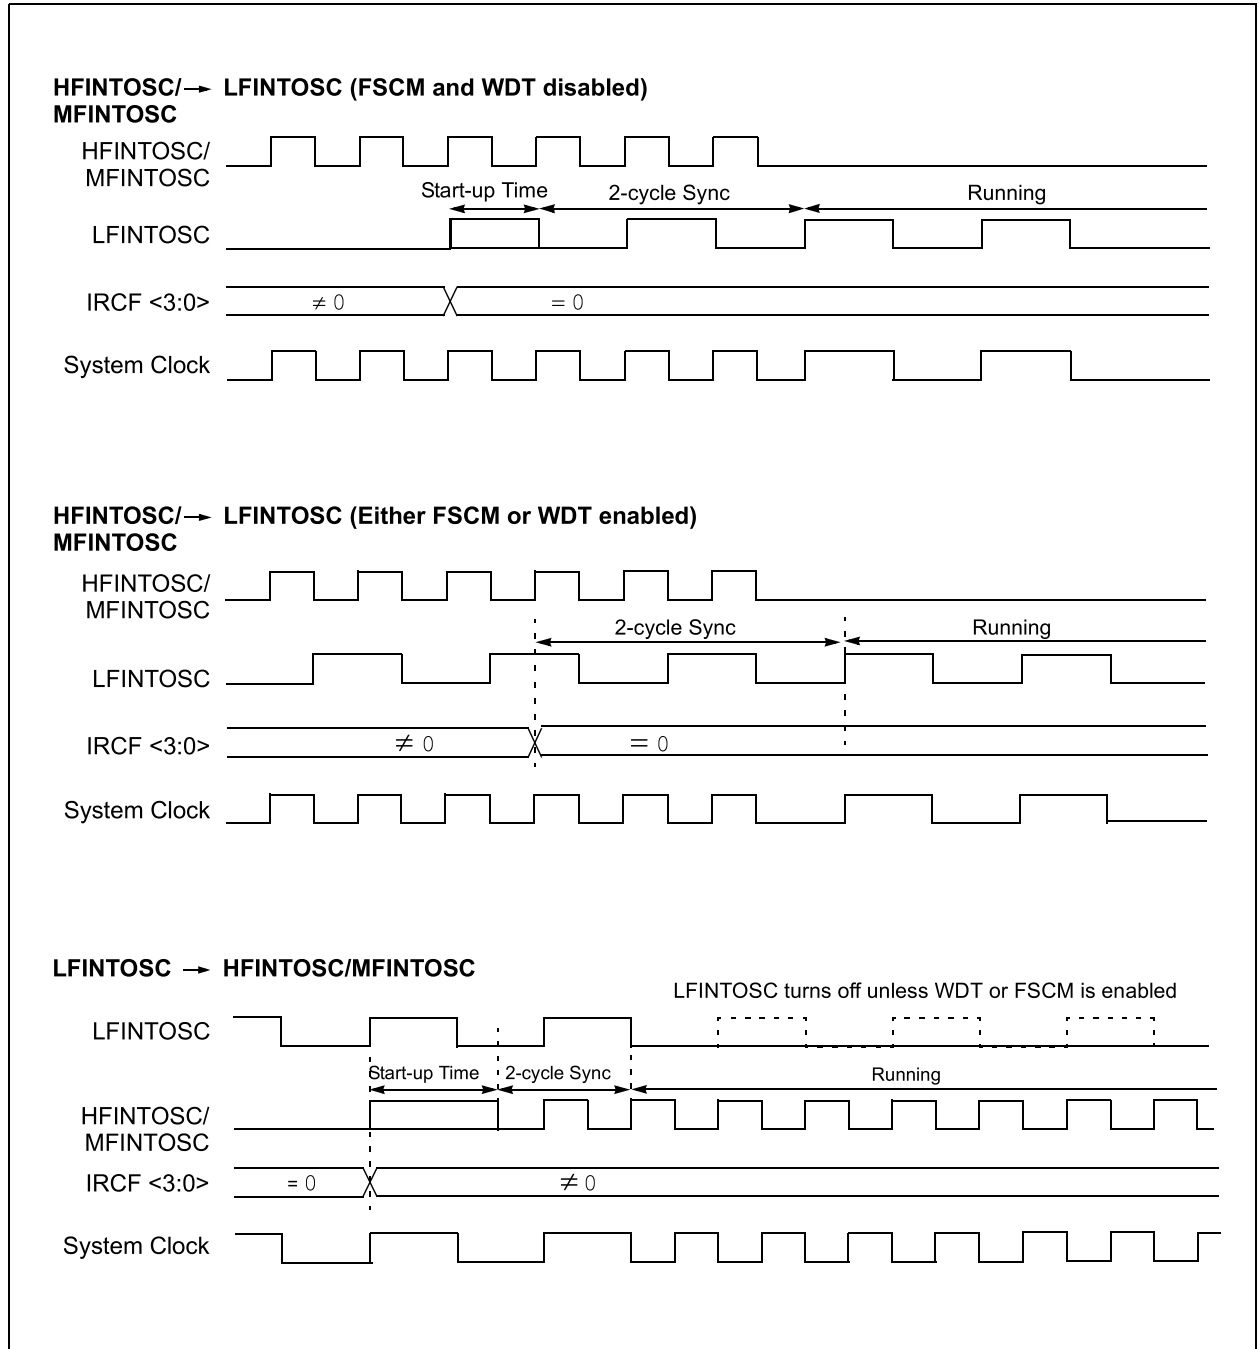 HFINTOSC/→ LFINTOSC (FSCM and WDT disabled)
MFINTOSC
HFINTOSC/
MFINTOSC
Start-up Time 2-cycle Sync Running
LFINTOSC
IRCF <3:0> ≠ 0 = 0
System Clock
HFINTOSC/→ LFINTOSC (Either FSCM or WDT enabled)
MFINTOSC
HFINTOSC/
MFINTOSC
2-cycle Sync Running
LFINTOSC
IRCF <3:0> ≠ 0 = 0
System Clock
LFINTOSC → HFINTOSC/MFINTOSC
LFINTOSC turns off unless WDT or FSCM is enabled
LFINTOSC
Start-up Time 2-cycle Sync Running
HFINTOSC/
MFINTOSC
IRCF <3:0> = 0 ≠ 0
System Clock